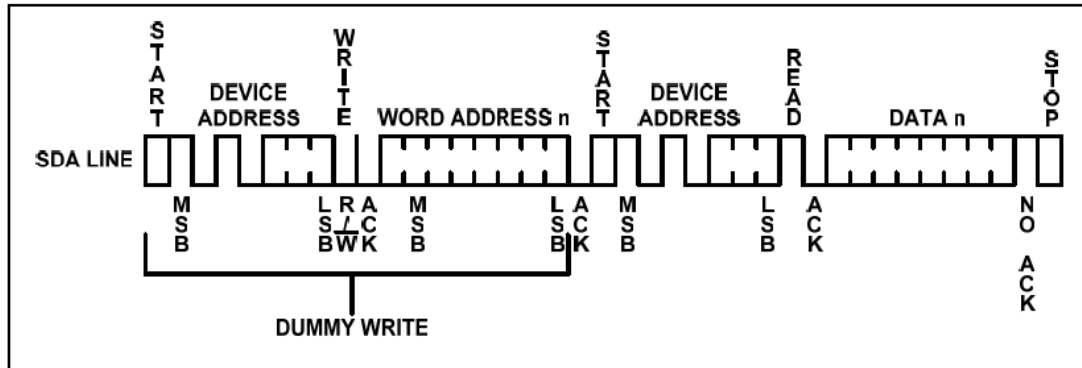 START
WRITE
START
READ
STOP
DEVICE
ADDRESS
WORD ADDRESS n
DEVICE
ADDRESS
DATA n
SDA LINE
MSB
LSB
R/W
ACK
MSB
LSB
ACK
MSB
LSB
ACK
NO ACK
DUMMY WRITE